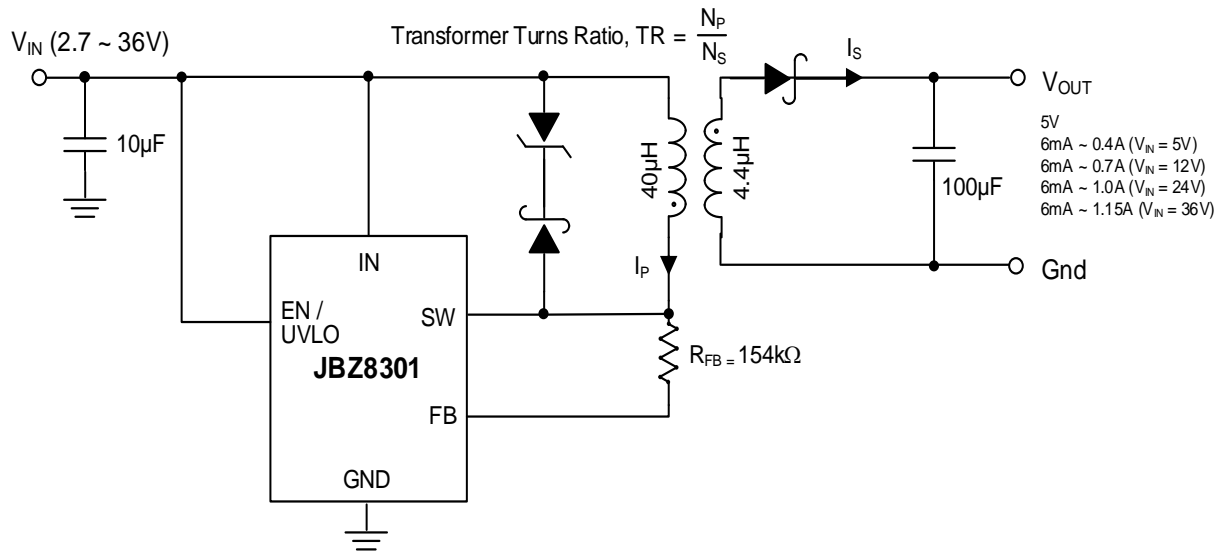 V_IN (2.7 ~ 36V)
Transformer Turns Ratio, TR = N_P / N_S
I_S
V_OUT
5V
6mA ~ 0.4A (V_IN = 5V)
6mA ~ 0.7A (V_IN = 12V)
6mA ~ 1.0A (V_IN = 24V)
6mA ~ 1.15A (V_IN = 36V)
10µF
40µH
4.4µH
100µF
Gnd
I_P
IN
EN /
UVLO
SW
JBZ8301
R_FB = 154kΩ
FB
GND